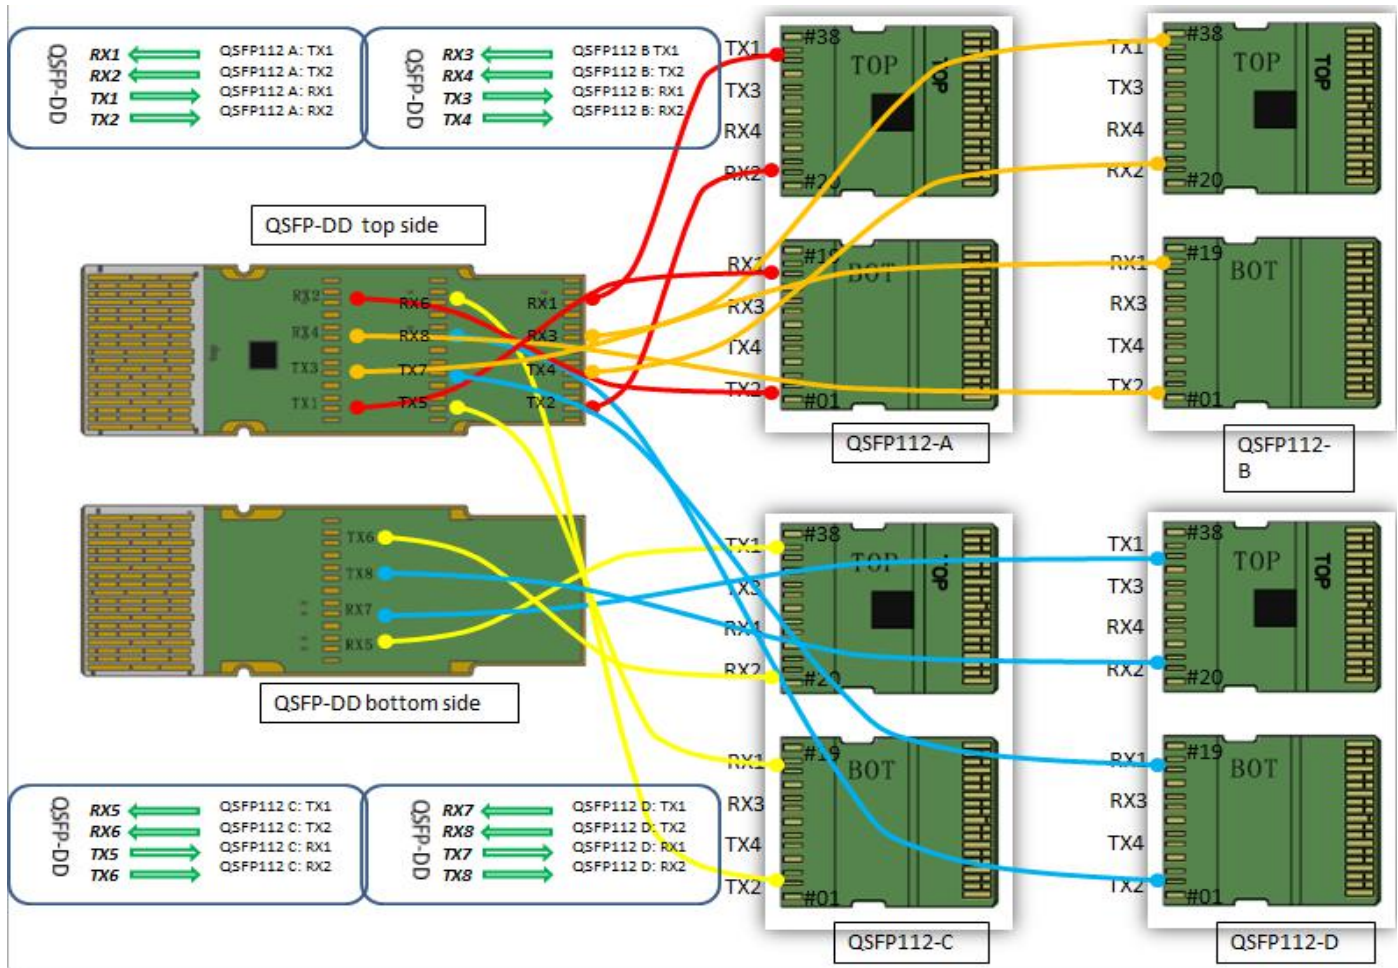 QSFP-DD
RX1 QSFP112 A: TX1
RX2 QSFP112 A: TX2
TX1 QSFP112 A: RX1
TX2 QSFP112 A: RX2
QSFP-DD
RX3 QSFP112 B TX1
RX4 QSFP112 B: TX2
TX3 QSFP112 B: RX1
TX4 QSFP112 B: RX2
QSFP-DD top side
RX2 RX6 RX1
RX4 RX8 RX3
TX3 TX7 TX4
TX1 TX5 TX2
top
TX1
TX3
RX4
RX2
#38
TOP
TOP
#20
RX1
RX3
TX4
TX2
#19
BOT
#01
QSFP112-A
TX1
TX3
RX4
RX2
#38
TOP
TOP
#20
RX1
RX3
TX4
TX2
#19
BOT
#01
QSFP112-
B
TX6
TX8
RX7
RX5
QSFP-DD bottom side
TX1
TX3
RX4
RX2
#38
TOP
TOP
#20
RX1
RX3
TX4
TX2
#19
BOT
#01
QSFP112-C
TX1
TX3
RX4
RX2
#38
TOP
TOP
#20
RX1
RX3
TX4
TX2
#19
BOT
#01
QSFP112-D
QSFP-DD
RX5 QSFP112 C: TX1
RX6 QSFP112 C: TX2
TX5 QSFP112 C: RX1
TX6 QSFP112 C: RX2
QSFP-DD
RX7 QSFP112 D: TX1
RX8 QSFP112 D: TX2
TX7 QSFP112 D: RX1
TX8 QSFP112 D: RX2